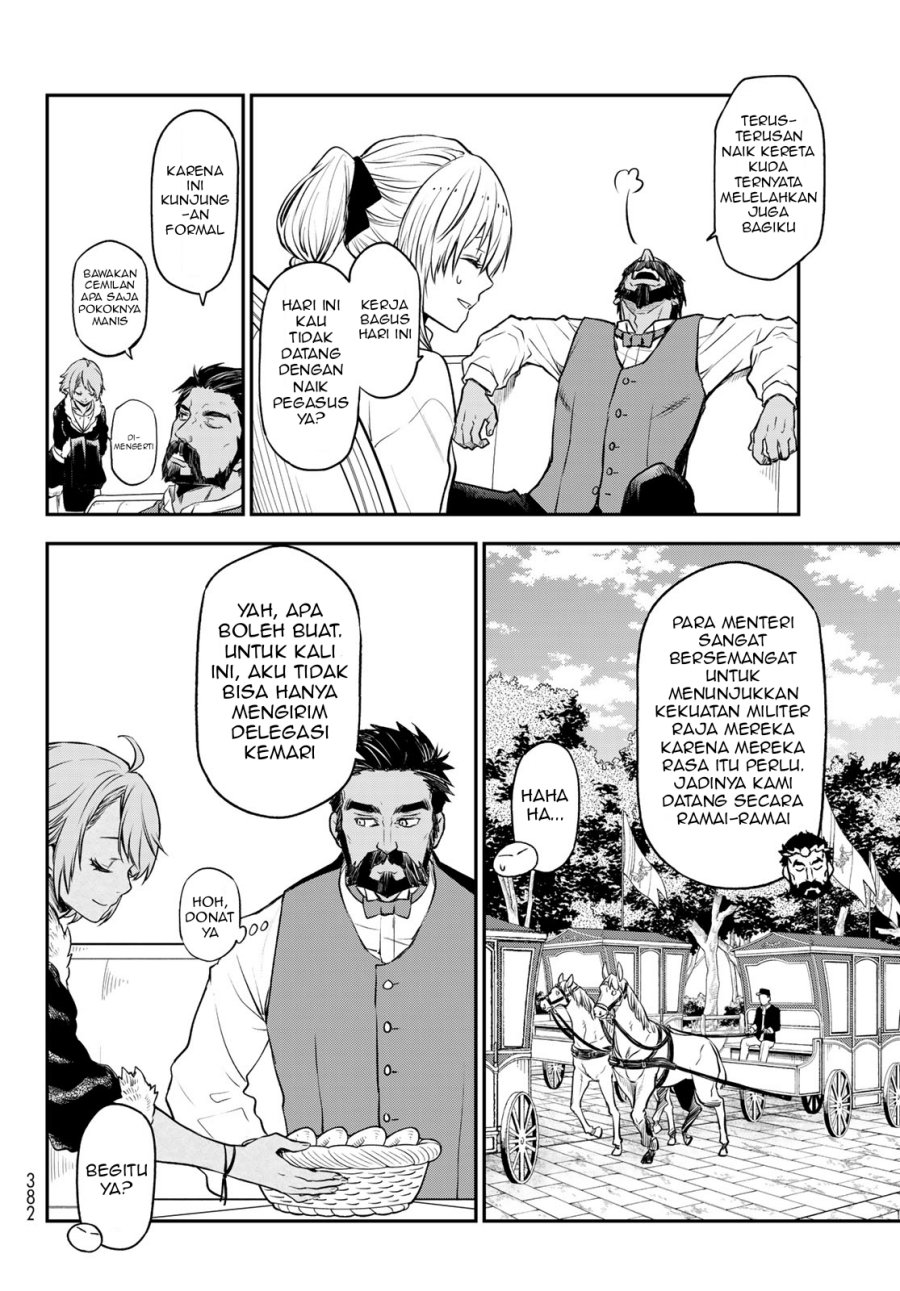 TERUS-
TERUSAN
NAIK KERETA
KUDA
TERNYATA
MELELAHKAN
JUGA
BAGIKU
KERJA
BAGUS
HARI INI
HARI INI
KAU
TIDAK
DATANG
DENGAN
NAIK
PEGASUS
YA?
KARENA
INI
KUNJUNG
-AN
FORMAL
BAWAKAN
CEMILAN
APA SAJA
POKOKNYA
MANIS
DI-
MENGERTI
PARA MENTERI
SANGAT
BERSEMANGAT
UNTUK
MENUNJUKKAN
KEKUATAN MILITER
RAJA MEREKA
KARENA MEREKA
RASA ITU PERLU.
JADINYA KAMI
DATANG SECARA
RAMAI-RAMAI
HAHA
HA...
YAH, APA
BOLEH BUAT.
UNTUK KALI
INI, AKU TIDAK
BISA HANYA
MENGIRIM
DELEGASI
KEMARI
HOH,
DONAT
YA
BEGITU
YA?
382